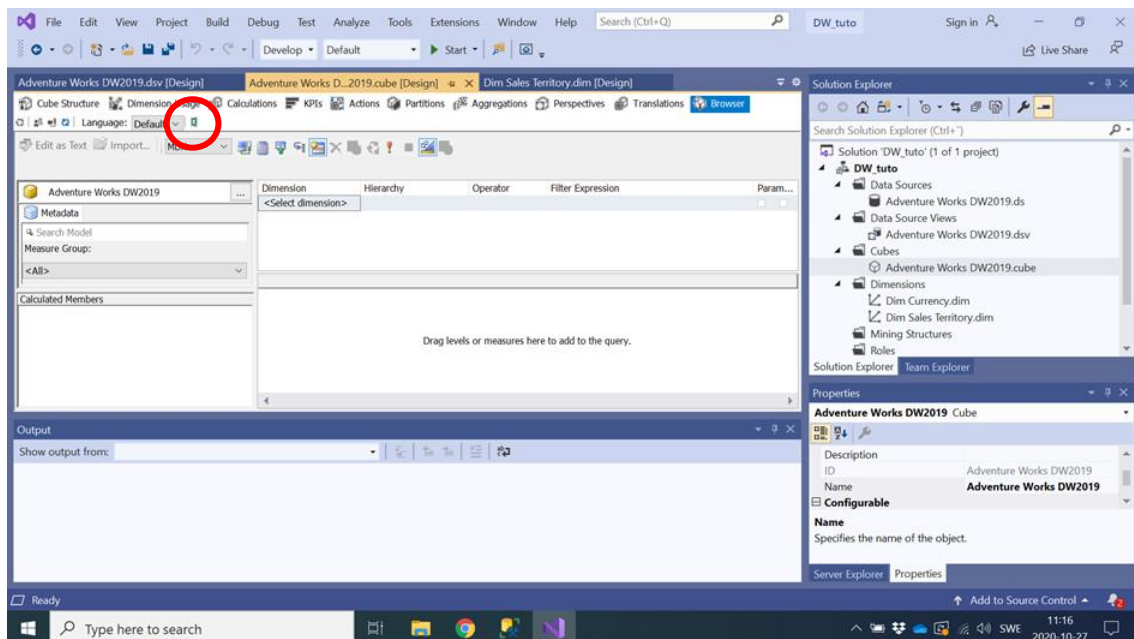 File Edit View Project Build Debug Test Analyze Tools Extensions Window Help Search (Ctrl+Q) DW_tuto Sign in
Develop Default Start Live Share
Adventure Works DW2019.dsv [Design] Adventure Works D...2019.cube [Design] Dim Sales Territory.dim [Design]
Cube Structure Dimension Usage Calculations KPIs Actions Partitions Aggregations Perspectives Translations Browser
Language: Default
Edit as Text Import...
Adventure Works DW2019 ...
Metadata
Search Model
Measure Group:
<All>
Calculated Members
Dimension Hierarchy Operator Filter Expression Param...
<Select dimension>
Drag levels or measures here to add to the query.
Output
Show output from:
Solution Explorer
Search Solution Explorer (Ctrl+¨)
Solution 'DW_tuto' (1 of 1 project)
DW_tuto
Data Sources
Adventure Works DW2019.ds
Data Source Views
Adventure Works DW2019.dsv
Cubes
Adventure Works DW2019.cube
Dimensions
Dim Currency.dim
Dim Sales Territory.dim
Mining Structures
Roles
Solution Explorer Team Explorer
Properties
Adventure Works DW2019 Cube
Description
ID Adventure Works DW2019
Name Adventure Works DW2019
Configurable
Name
Specifies the name of the object.
Server Explorer Properties
Ready Add to Source Control 2
Type here to search SWE 11:16
2020-10-27